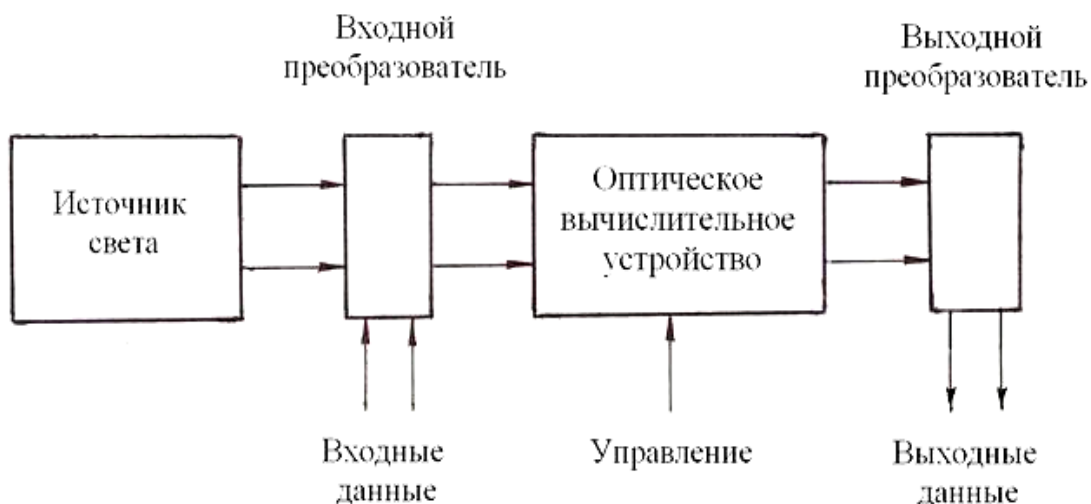 Входной
преобразователь
Выходной
преобразователь
Источник
света
Оптическое
вычислительное
устройство
Входные
данные
Управление
Выходные
данные